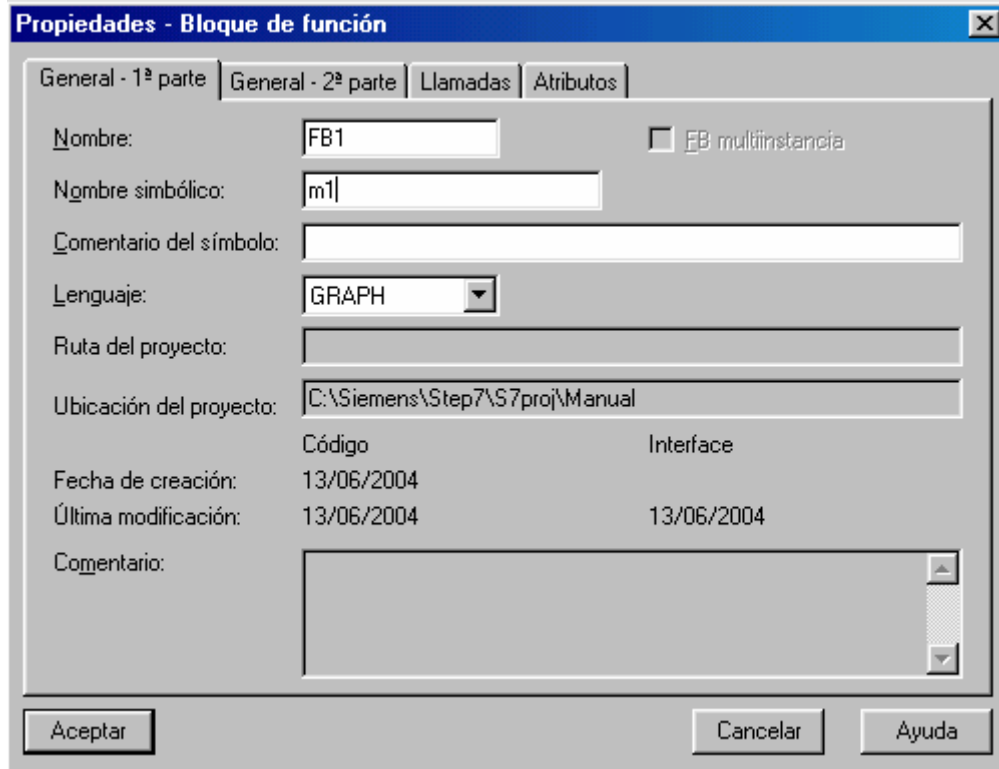 Propiedades - Bloque de función
General - 1ª parte General - 2ª parte Llamadas Atributos
Nombre: FB1 FB multiinstancia
Nombre simbólico: m1
Comentario del símbolo:
Lenguaje: GRAPH
Ruta del proyecto:
Ubicación del proyecto: C:\Siemens\Step7\S7proj\Manual
Código Interface
Fecha de creación: 13/06/2004
Última modificación: 13/06/2004 13/06/2004
Comentario:
Aceptar Cancelar Ayuda